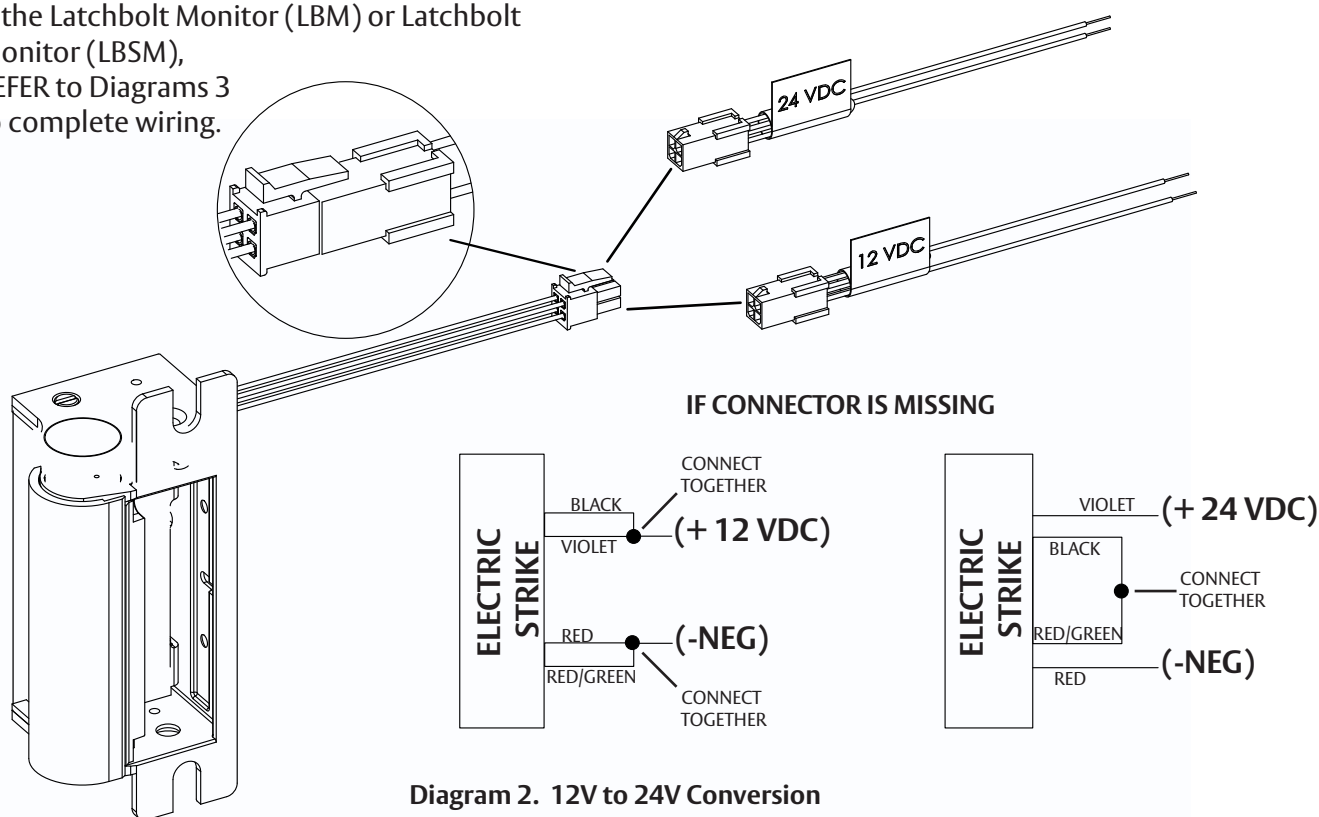 the Latchbolt Monitor (LBM) or Latchbolt
onitor (LBSM),
EFER to Diagrams 3
complete wiring.
24 VDC
12 VDC
IF CONNECTOR IS MISSING
ELECTRIC
STRIKE
BLACK
VIOLET
CONNECT
TOGETHER
(+ 12 VDC)
RED
RED/GREEN
(-NEG)
CONNECT
TOGETHER
ELECTRIC
STRIKE
VIOLET
(+ 24 VDC)
BLACK
CONNECT
TOGETHER
RED/GREEN
RED
(-NEG)
Diagram 2. 12V to 24V Conversion